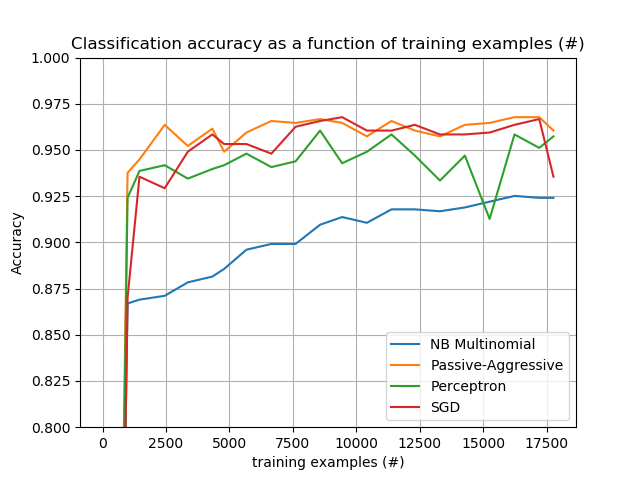 Classification accuracy as a function of training examples (#)
1.000
0.975
0.950
0.925
0.900
0.875
0.850
0.825
0.800
Accuracy
NB Multinomial
Passive-Aggressive
Perceptron
SGD
0 2500 5000 7500 10000 12500 15000 17500
training examples (#)